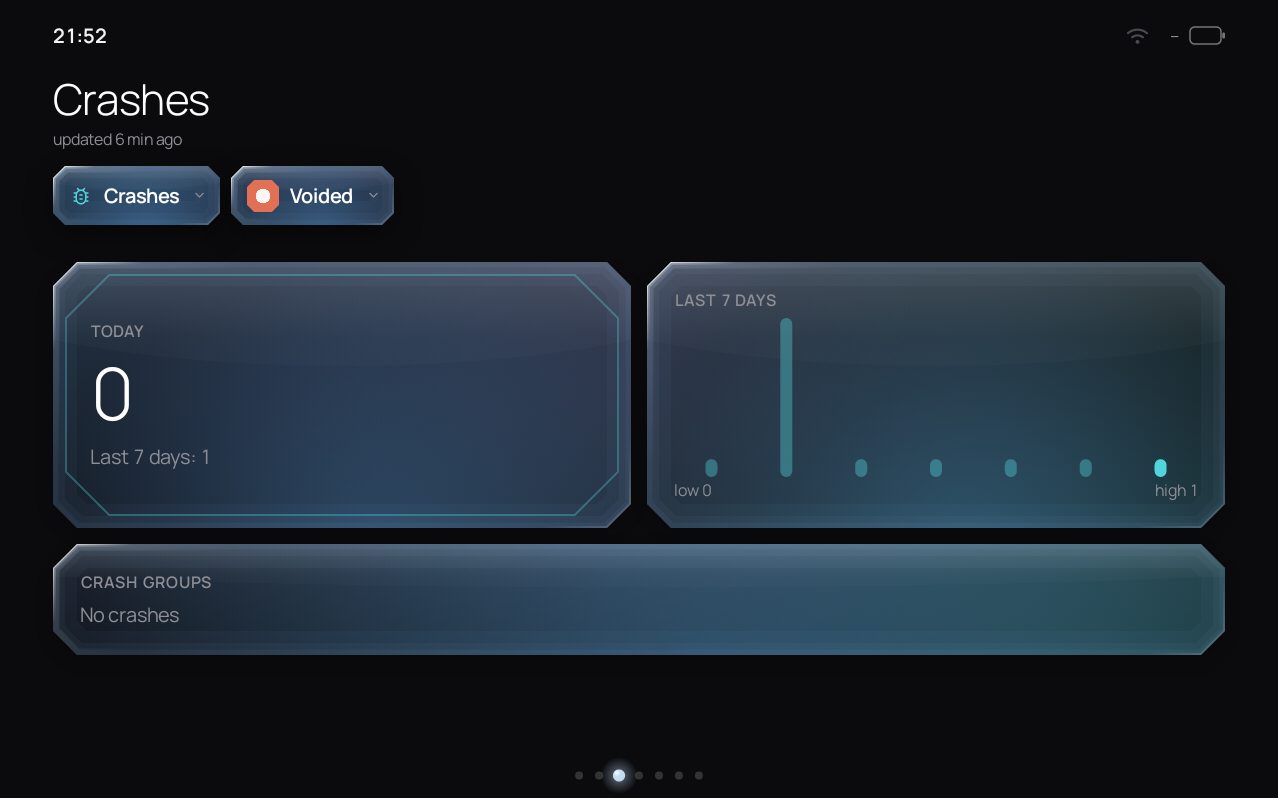 21:52
–
Crashes
updated 6 min ago
Crashes
Voided
TODAY
0
Last 7 days: 1
LAST 7 DAYS
low 0
high 1
CRASH GROUPS
No crashes